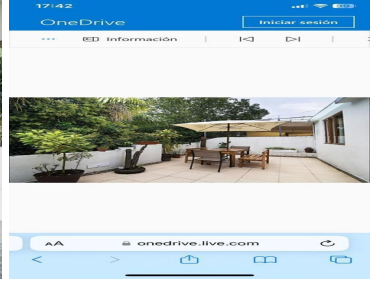 17:42
OneDrive
Iniciar sesión
... Información
AA onedrive.live.com